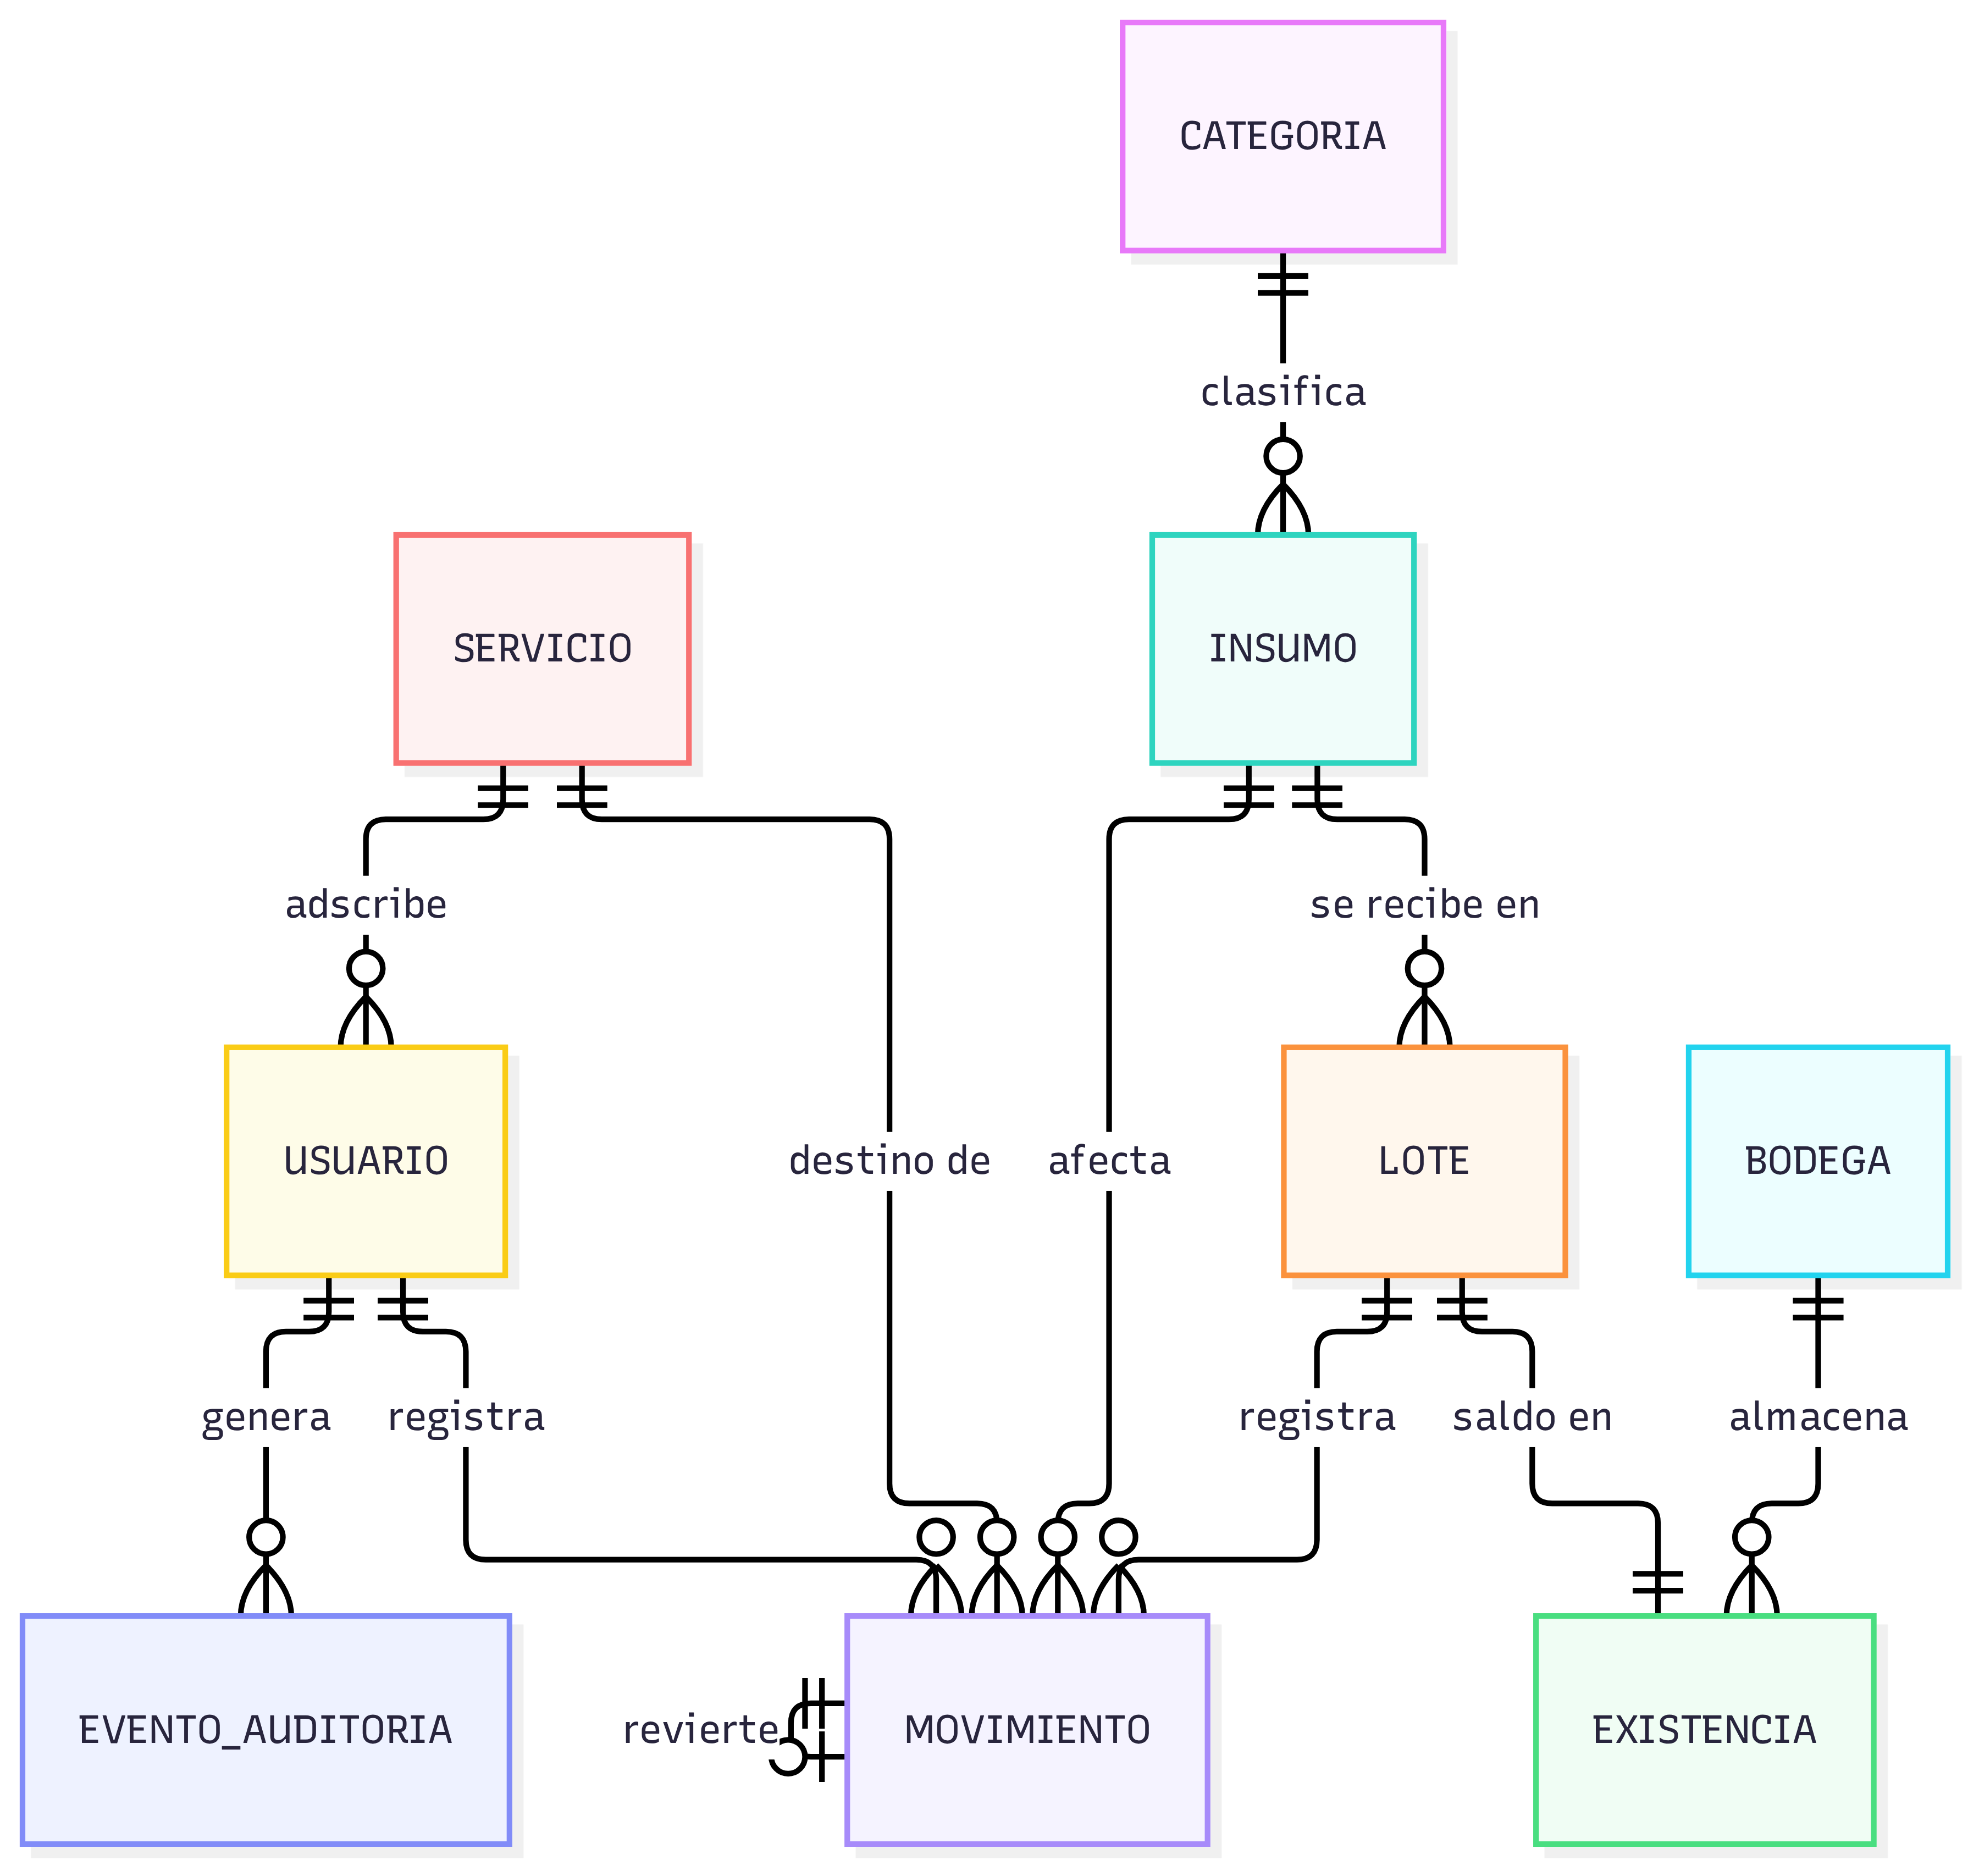 CATEGORIA
clasifica
SERVICIO
INSUMO
adscribe
se recibe en
USUARIO
destino de
afecta
LOTE
BODEGA
genera
registra
registra
saldo en
almacena
EVENTO_AUDITORIA
revierte
MOVIMIENTO
EXISTENCIA